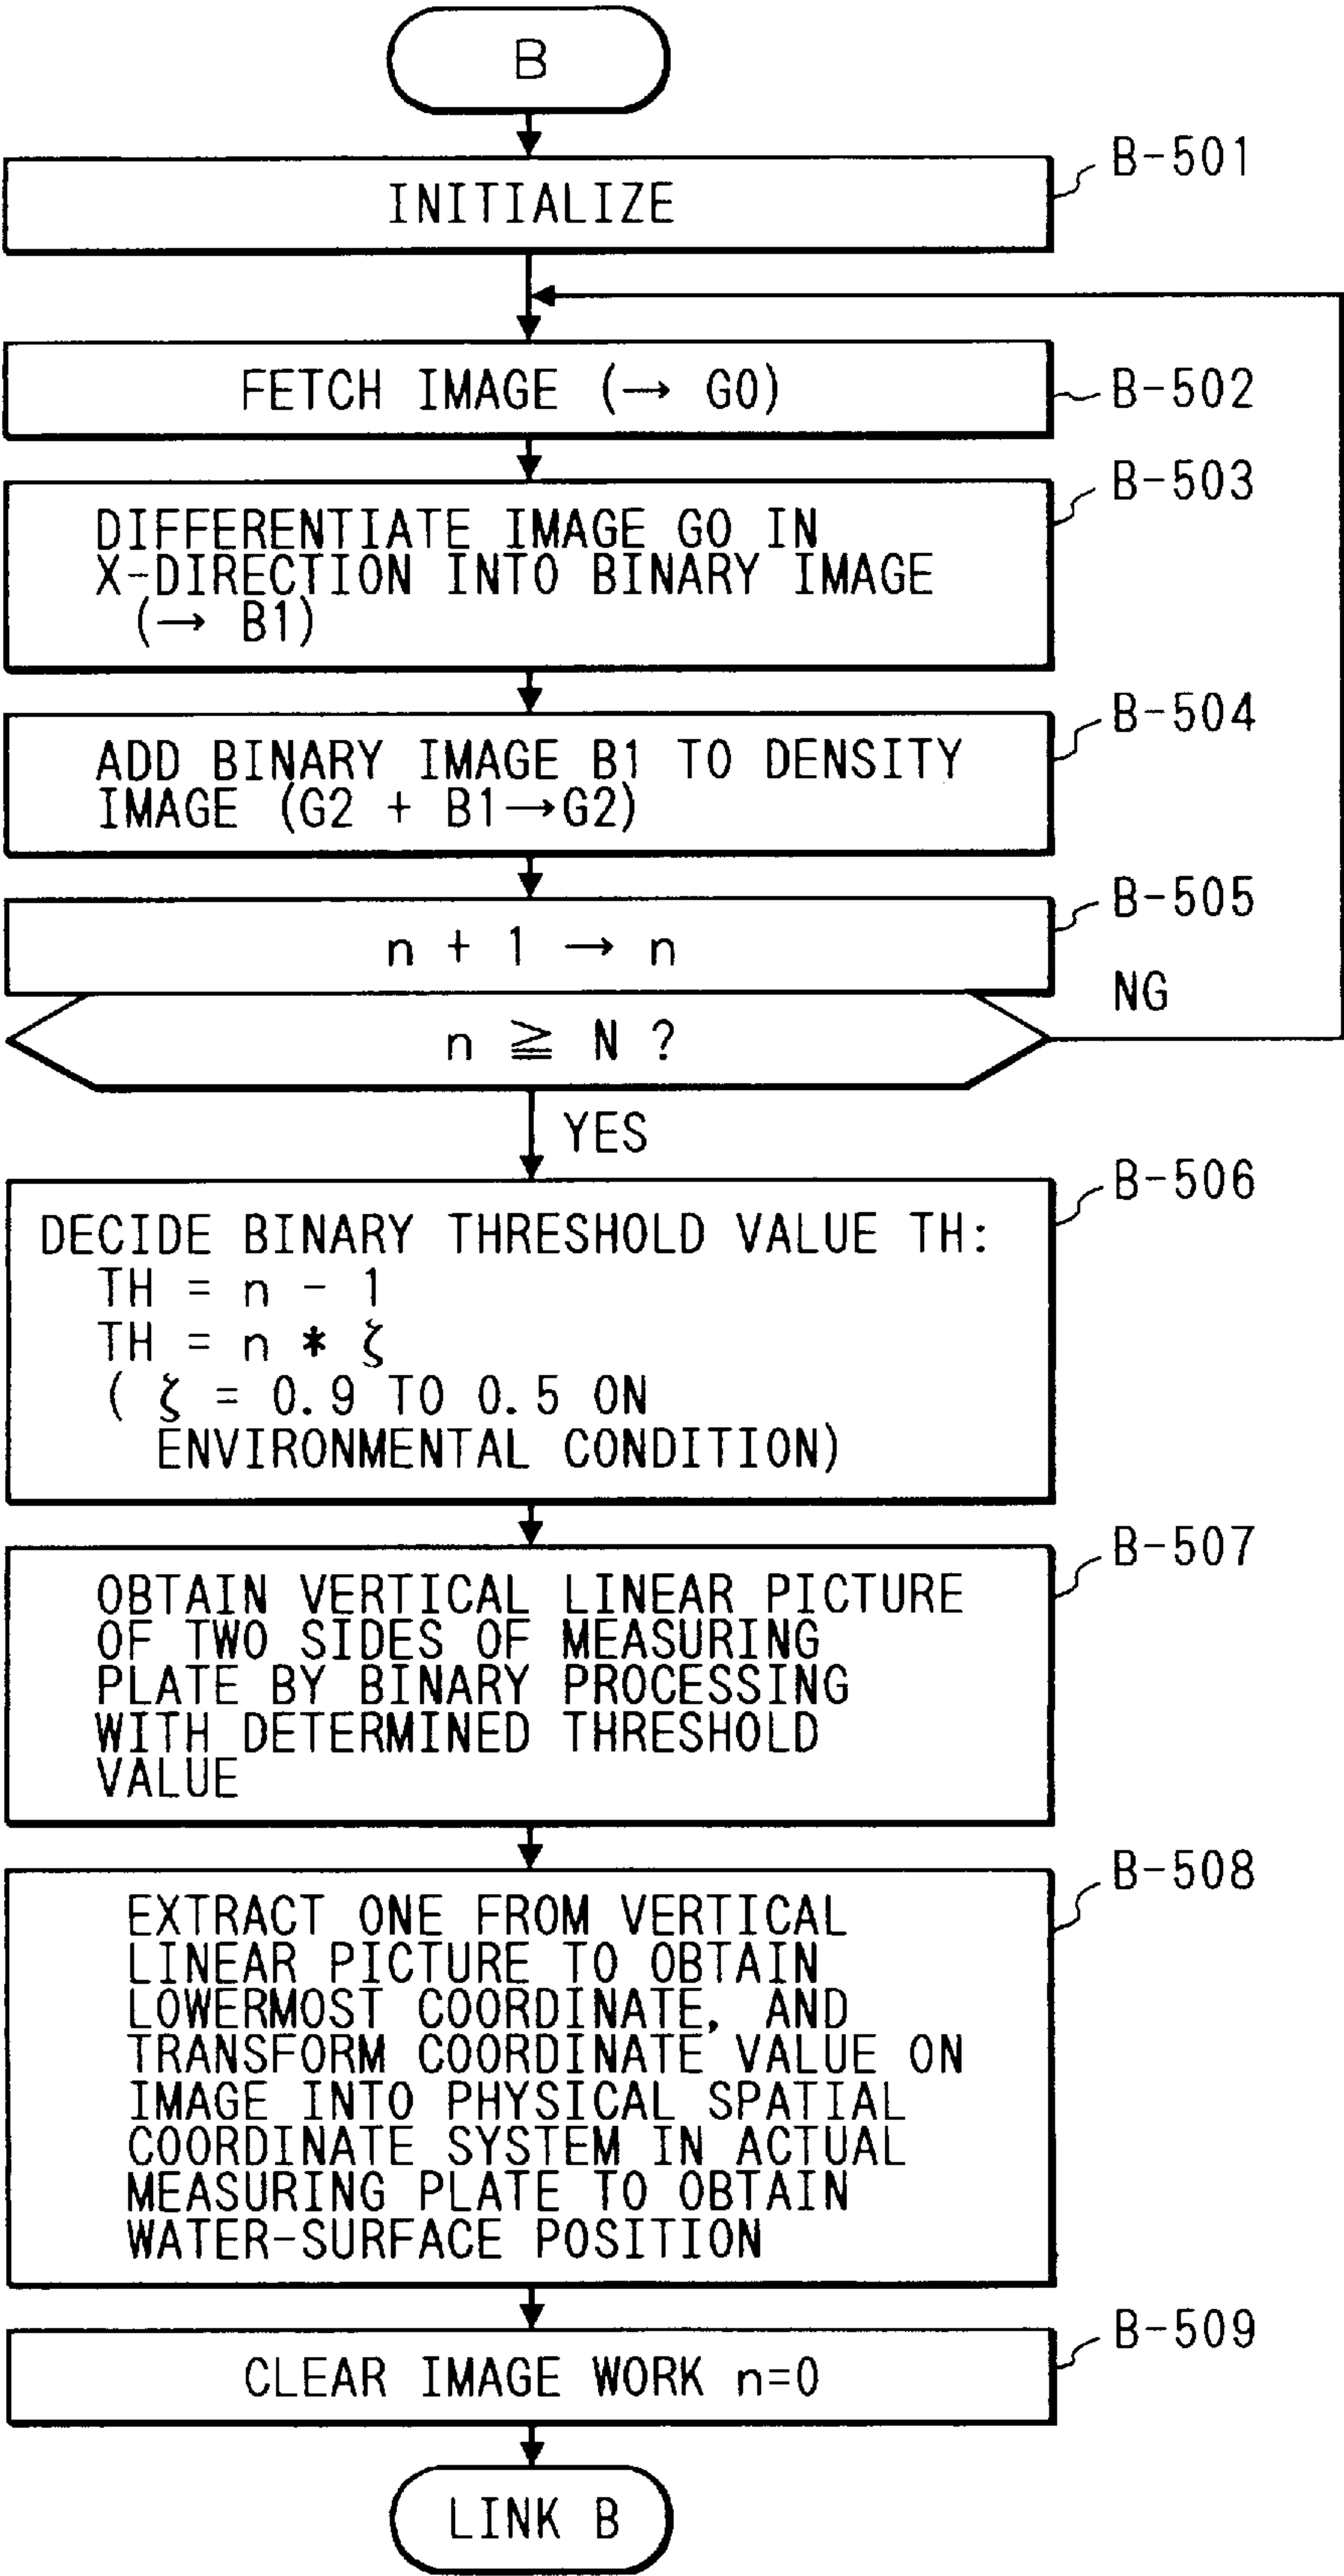 B
B-501
INITIALIZE
FETCH IMAGE (→ G0)
B-502
B-503
DIFFERENTIATE IMAGE GO IN
X-DIRECTION INTO BINARY IMAGE
(→ B1)
B-504
ADD BINARY IMAGE B1 TO DENSITY
IMAGE (G2 + B1→G2)
B-505
n + 1 → n
NG
n ≧ N ?
YES
B-506
DECIDE BINARY THRESHOLD VALUE TH:
TH = n - 1
TH = n * ζ
( ζ = 0.9 TO 0.5 ON
ENVIRONMENTAL CONDITION)
B-507
OBTAIN VERTICAL LINEAR PICTURE
OF TWO SIDES OF MEASURING
PLATE BY BINARY PROCESSING
WITH DETERMINED THRESHOLD
VALUE
B-508
EXTRACT ONE FROM VERTICAL
LINEAR PICTURE TO OBTAIN
LOWERMOST COORDINATE, AND
TRANSFORM COORDINATE VALUE ON
IMAGE INTO PHYSICAL SPATIAL
COORDINATE SYSTEM IN ACTUAL
MEASURING PLATE TO OBTAIN
WATER-SURFACE POSITION
B-509
CLEAR IMAGE WORK n=0
LINK B